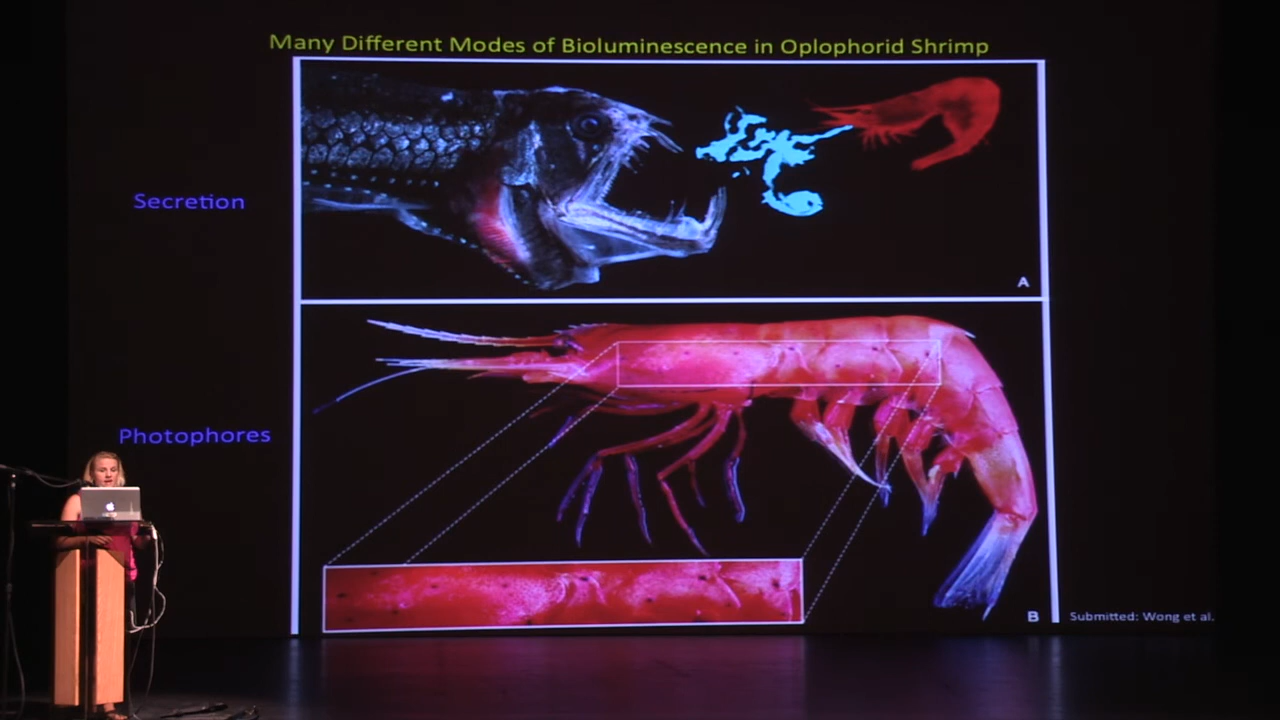 Many Different Modes of Bioluminescence in Oplophorid Shrimp
Secretion
A
Photophores
B
Submitted: Wong et al.